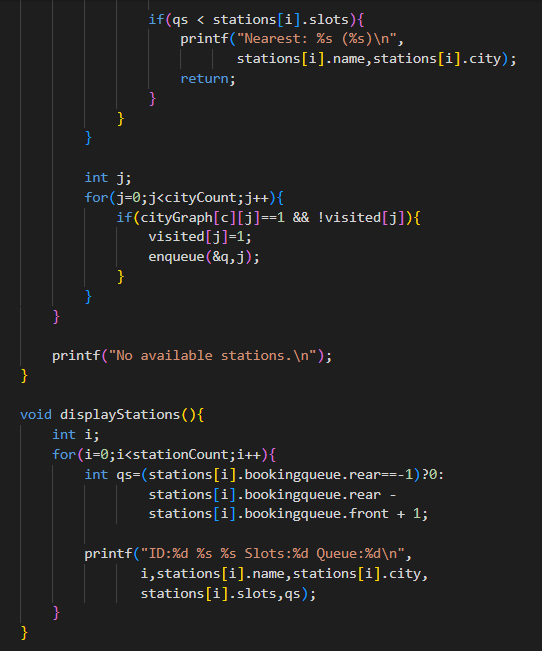 if(qs < stations[i].slots){
printf("Nearest: %s (%s)\n",
stations[i].name,stations[i].city);
return;
}
}
}
int j;
for(j=0;j<cityCount;j++){
if(cityGraph[c][j]==1 && !visited[j]){
visited[j]=1;
enqueue(&q,j);
}
}
}
printf("No available stations.\n");
}
void displayStations(){
int i;
for(i=0;i<stationCount;i++){
int qs=(stations[i].bookingqueue.rear==-1)?0:
stations[i].bookingqueue.rear -
stations[i].bookingqueue.front + 1;
printf("ID:%d %s %s Slots:%d Queue:%d\n",
i,stations[i].name,stations[i].city,
stations[i].slots,qs);
}
}